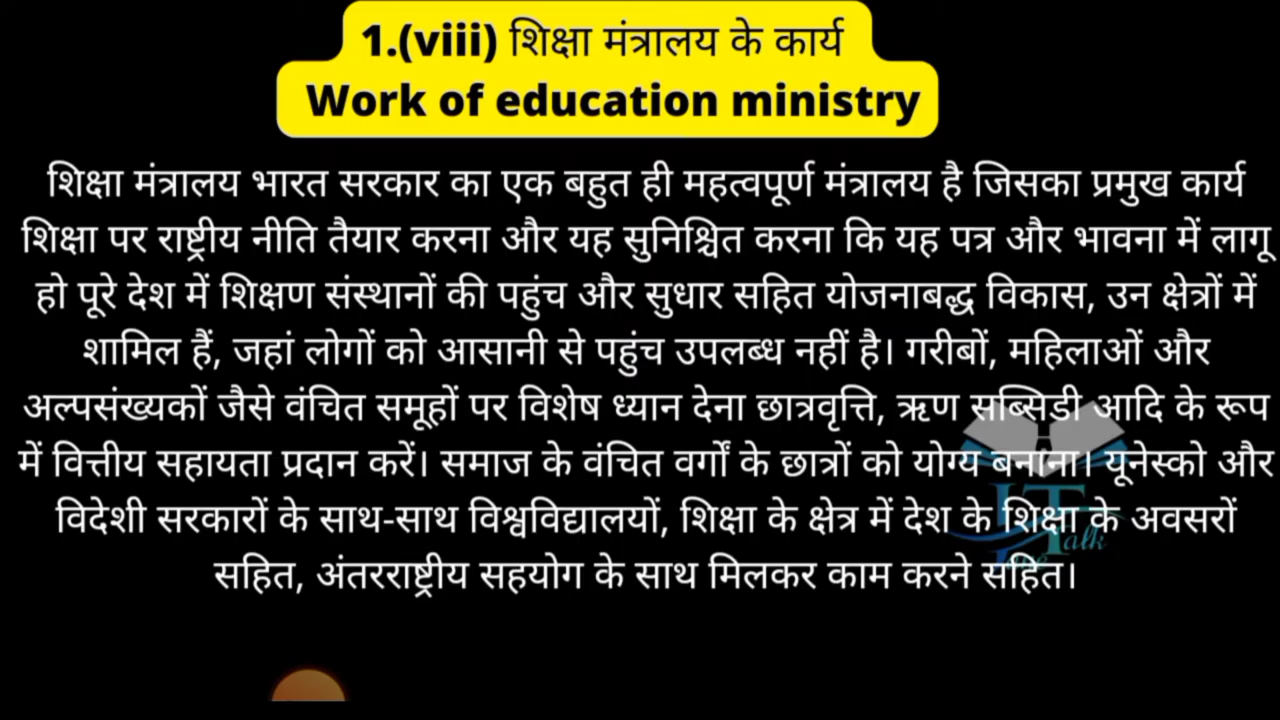 1.(viii) शिक्षा मंत्रालय के कार्य
Work of education ministry
शिक्षा मंत्रालय भारत सरकार का एक बहुत ही महत्वपूर्ण मंत्रालय है जिसका प्रमुख कार्य
शिक्षा पर राष्ट्रीय नीति तैयार करना और यह सुनिश्चित करना कि यह पत्र और भावना में लागू
हो पूरे देश में शिक्षण संस्थानों की पहुंच और सुधार सहित योजनाबद्ध विकास, उन क्षेत्रों में
शामिल हैं, जहां लोगों को आसानी से पहुंच उपलब्ध नहीं है। गरीबों, महिलाओं और
अल्पसंख्यकों जैसे वंचित समूहों पर विशेष ध्यान देना छात्रवृत्ति, ऋण सब्सिडी आदि के रूप
में वित्तीय सहायता प्रदान करें। समाज के वंचित वर्गों के छात्रों को योग्य बनाना। यूनेस्को और
विदेशी सरकारों के साथ-साथ विश्वविद्यालयों, शिक्षा के क्षेत्र में देश के शिक्षा के अवसरों
सहित, अंतरराष्ट्रीय सहयोग के साथ मिलकर काम करने सहित।